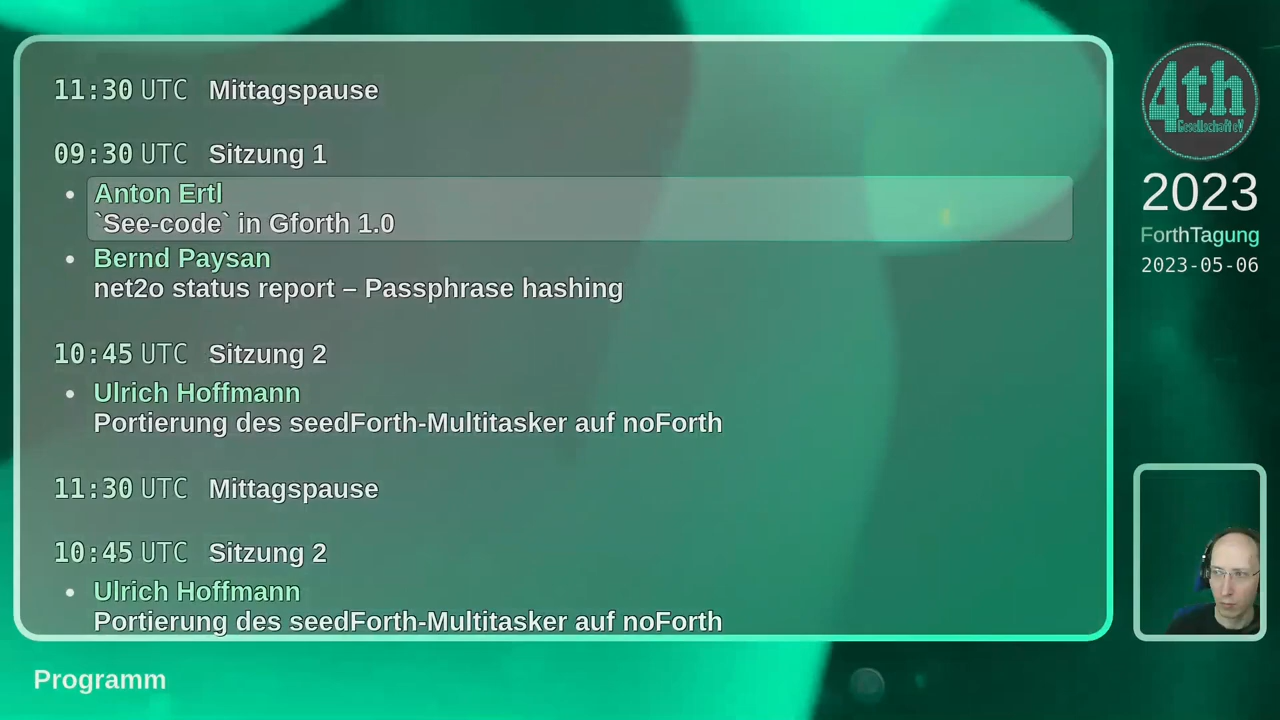 11:30 UTC Mittagspause
09:30 UTC Sitzung 1
• Anton Ertl
`See-code` in Gforth 1.0
• Bernd Paysan
net2o status report – Passphrase hashing
10:45 UTC Sitzung 2
• Ulrich Hoffmann
Portierung des seedForth-Multitasker auf noForth
11:30 UTC Mittagspause
10:45 UTC Sitzung 2
• Ulrich Hoffmann
Portierung des seedForth-Multitasker auf noForth
Programm
4th
Gesellschaft eV
2023
ForthTagung
2023-05-06